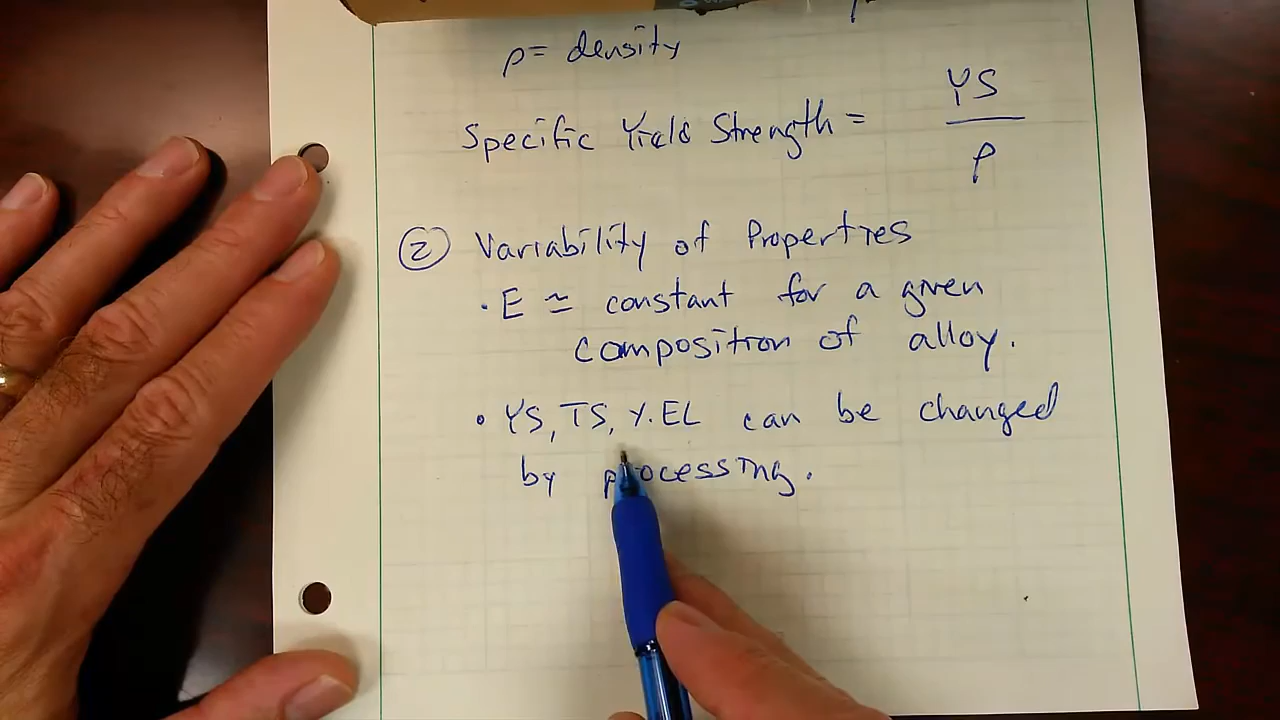 ρ = density
Specific Yield Strength = YS / ρ
② Variability of Properties
• E ≃ constant for a given
composition of alloy.
• YS, TS, %EL can be changed
by processing.